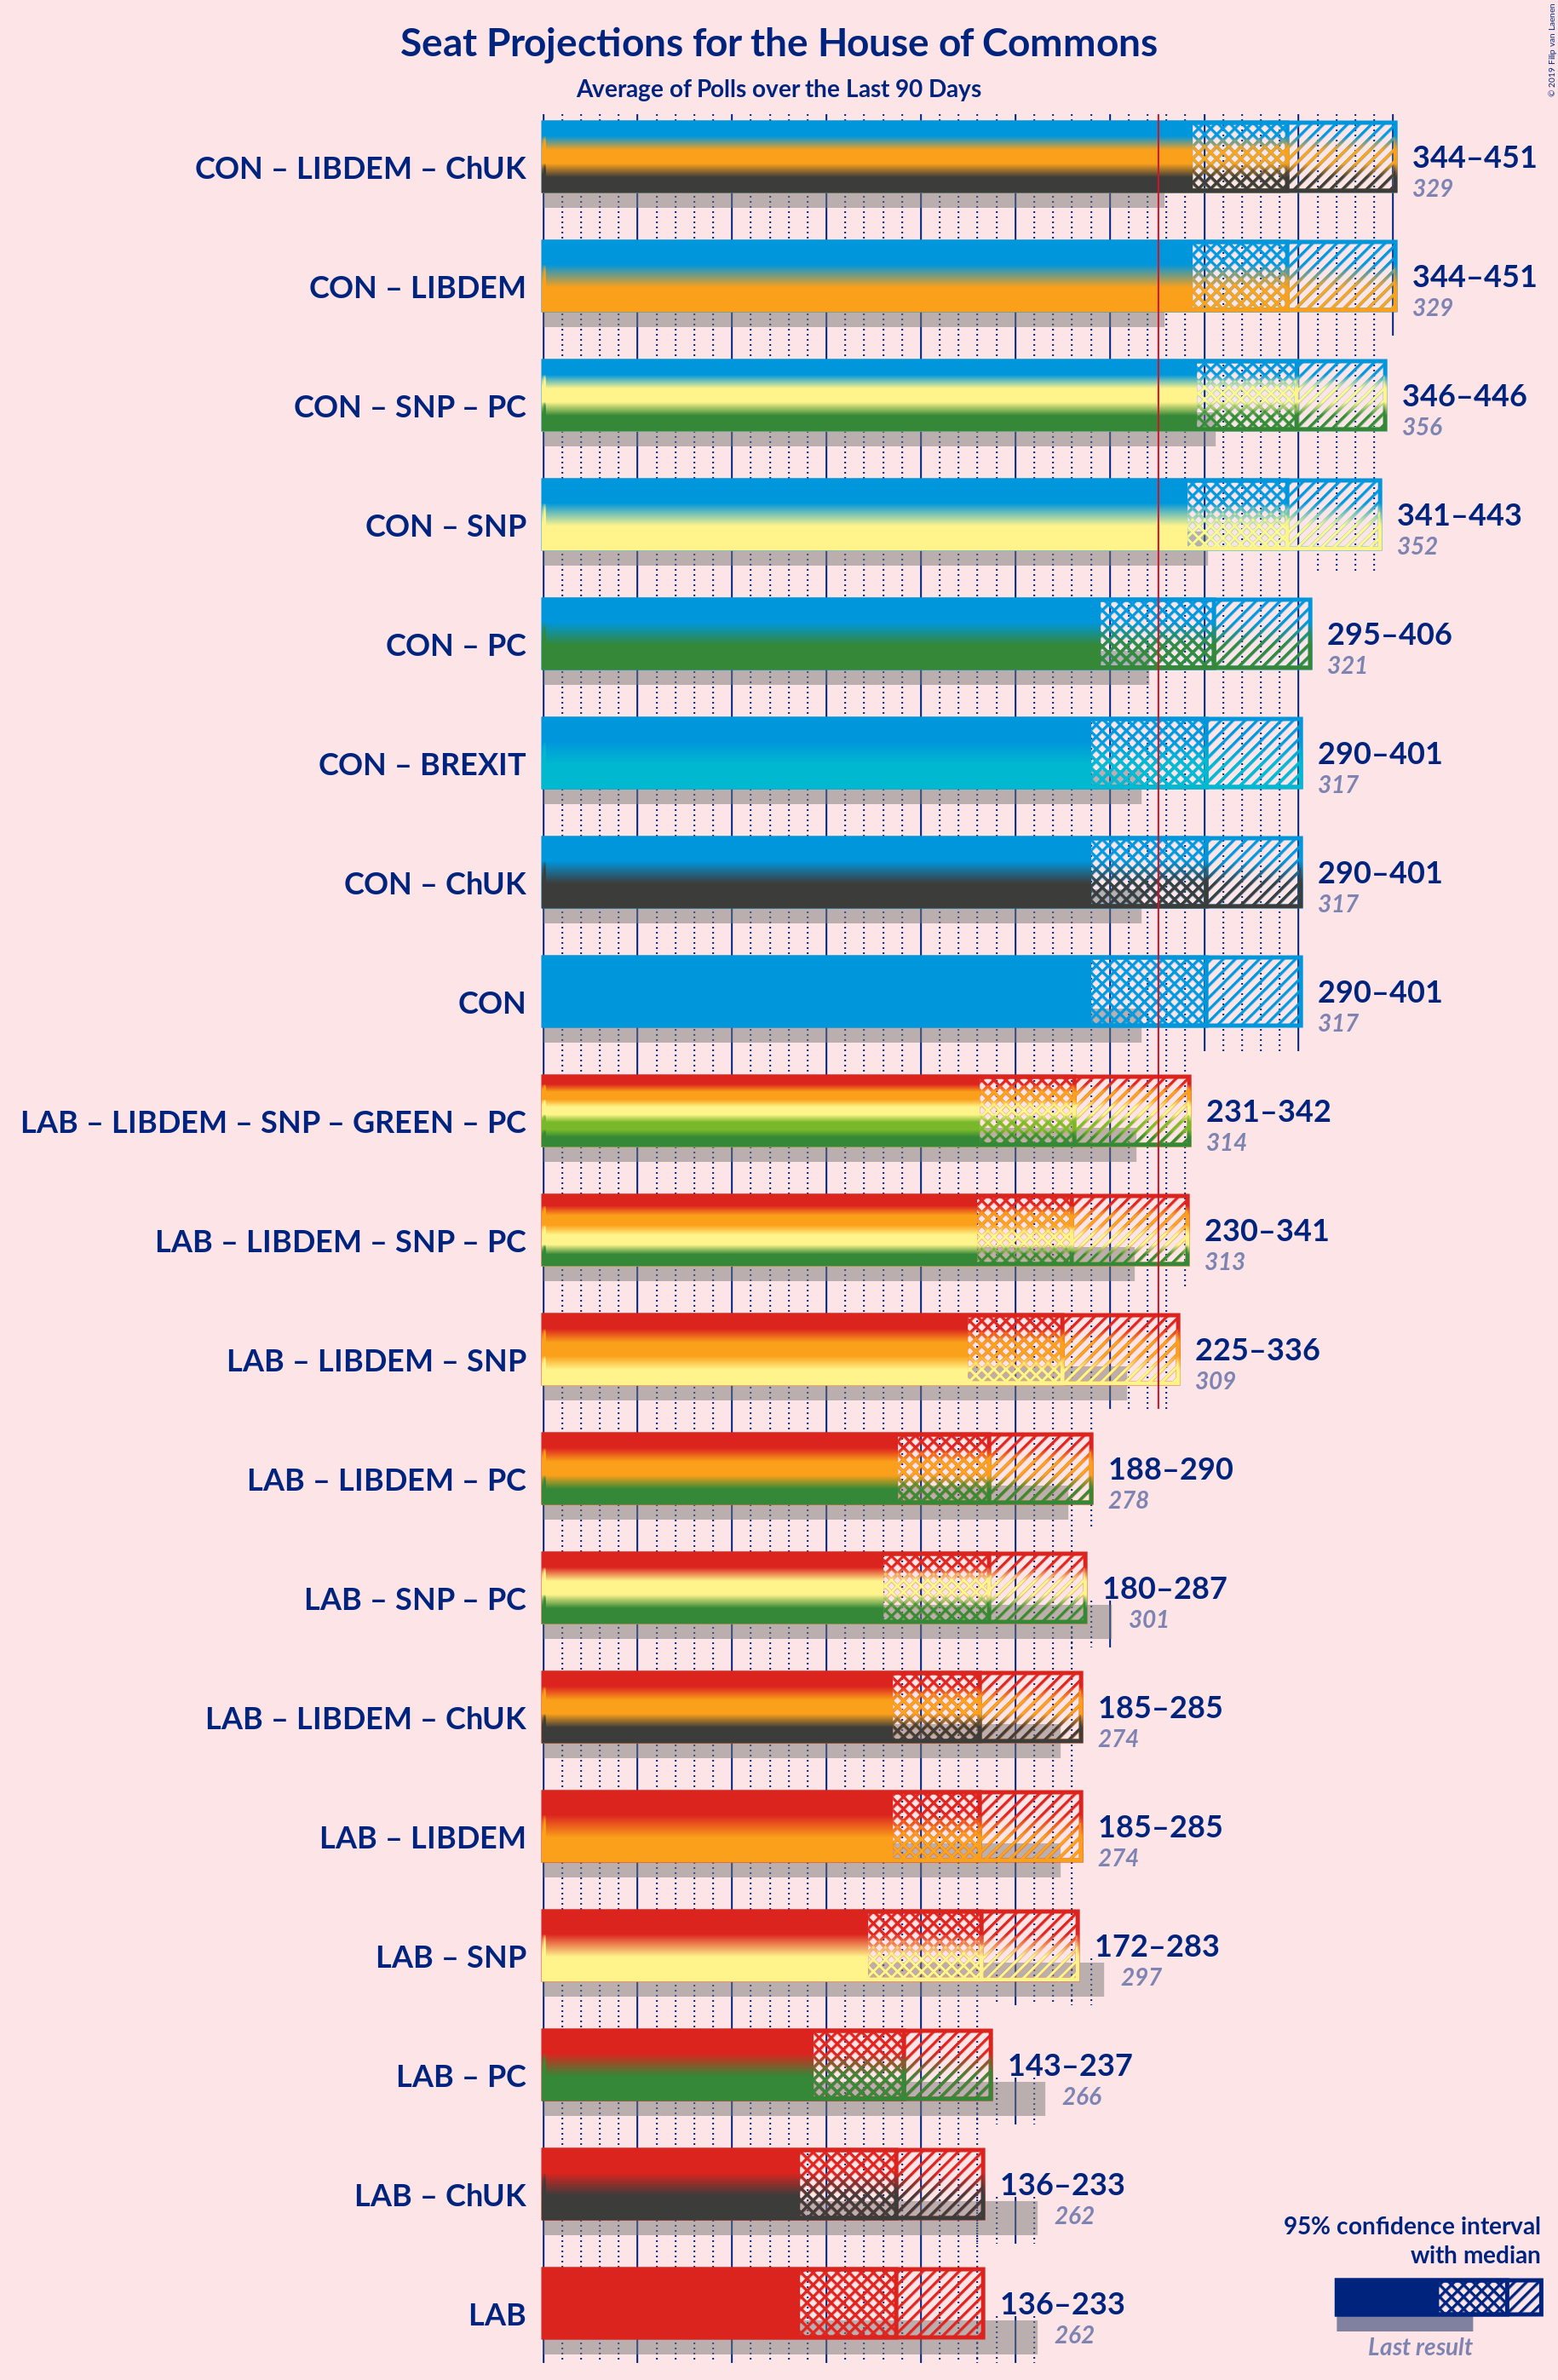 Seat Projections for the House of Commons
Average of Polls over the Last 90 Days
© 2019 Filip van Laenen
CON – LIBDEM – ChUK
344–451
329
CON – LIBDEM
344–451
329
CON – SNP – PC
346–446
356
CON – SNP
341–443
352
CON – PC
295–406
321
CON – BREXIT
290–401
317
CON – ChUK
290–401
317
CON
290–401
317
LAB – LIBDEM – SNP – GREEN – PC
231–342
314
LAB – LIBDEM – SNP – PC
230–341
313
LAB – LIBDEM – SNP
225–336
309
LAB – LIBDEM – PC
188–290
278
LAB – SNP – PC
180–287
301
LAB – LIBDEM – ChUK
185–285
274
LAB – LIBDEM
185–285
274
LAB – SNP
172–283
297
LAB – PC
143–237
266
LAB – ChUK
136–233
262
LAB
136–233
262
95% confidence interval
with median
Last result